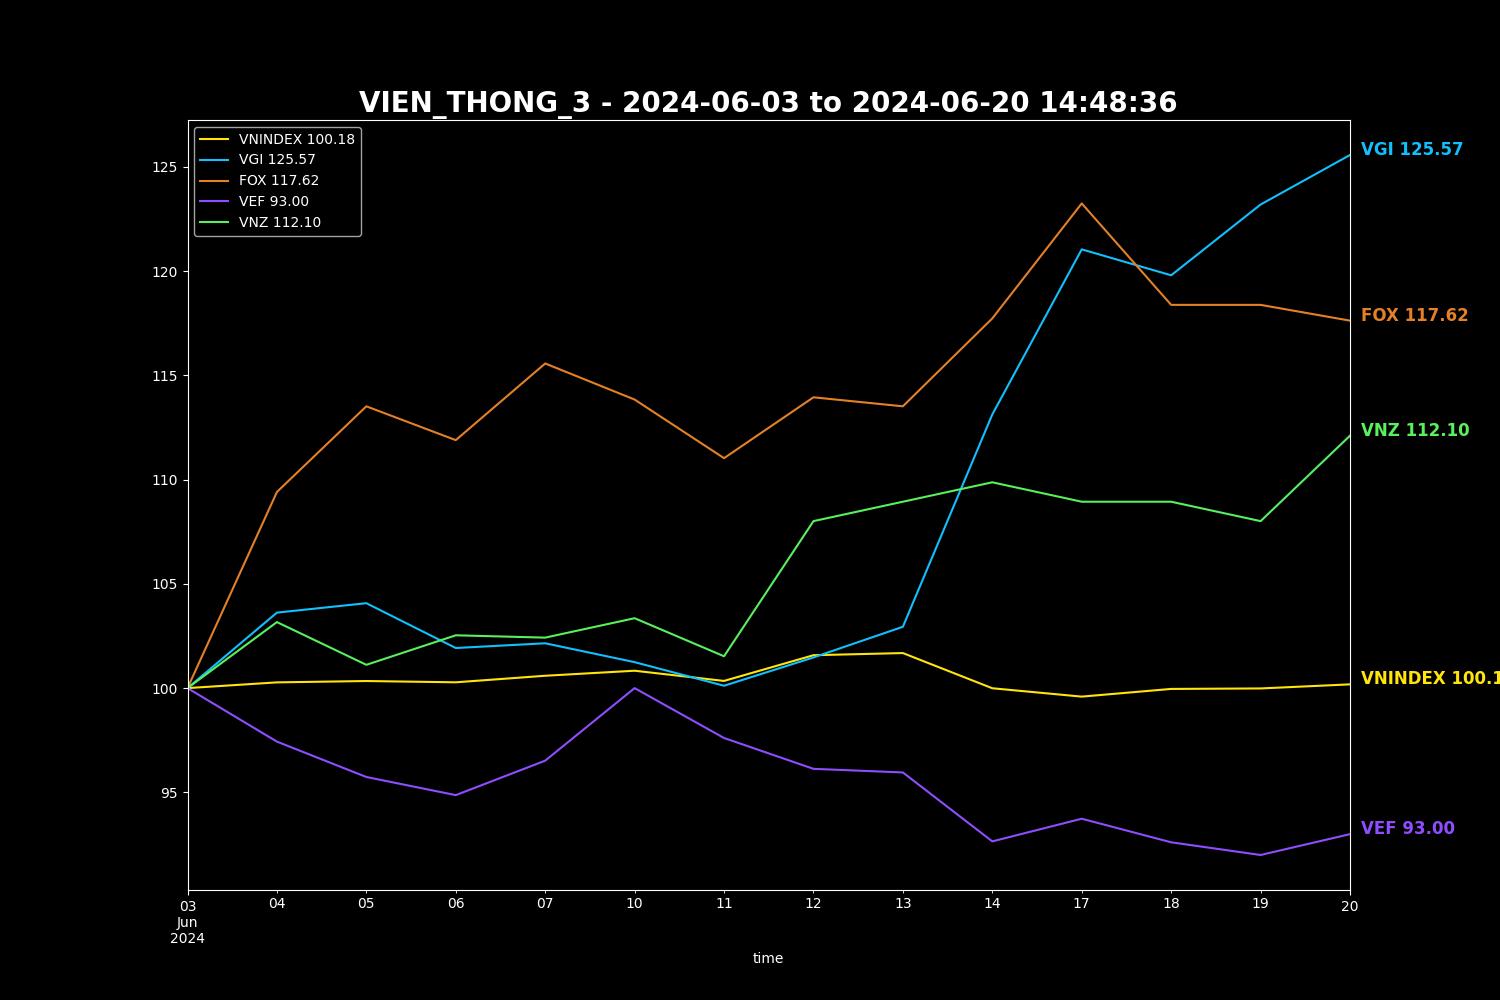 VIEN_THONG_3 - 2024-06-03 to 2024-06-20 14:48:36
VNINDEX 100.18
VGI 125.57
FOX 117.62
VEF 93.00
VNZ 112.10
125
120
115
110
105
100
95
VGI 125.57
FOX 117.62
VNZ 112.10
VNINDEX 100.1
VEF 93.00
03 04 05 06 07 10 11 12 13 14 17 18 19 20
Jun
2024
time